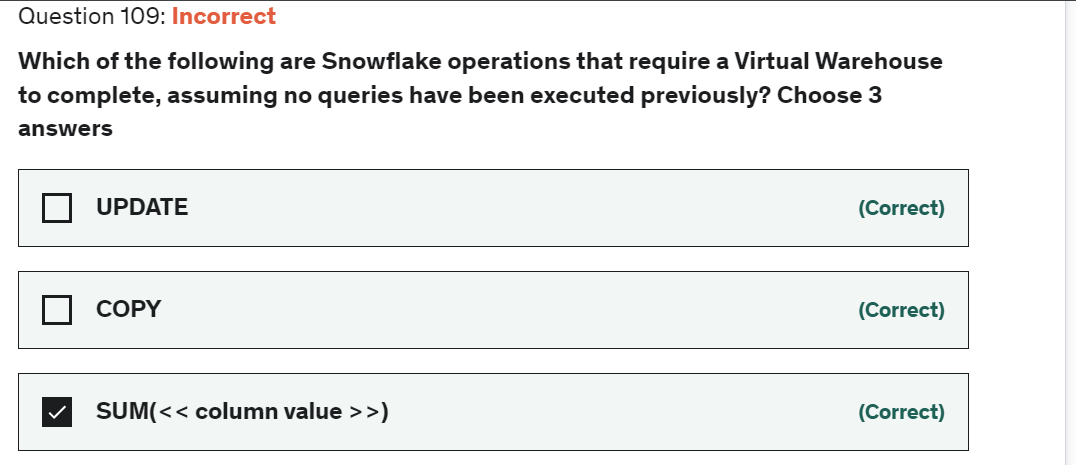 Question 109: Incorrect
Which of the following are Snowflake operations that require a Virtual Warehouse
to complete, assuming no queries have been executed previously? Choose 3
answers
UPDATE (Correct)
COPY (Correct)
SUM(<< column value >>) (Correct)